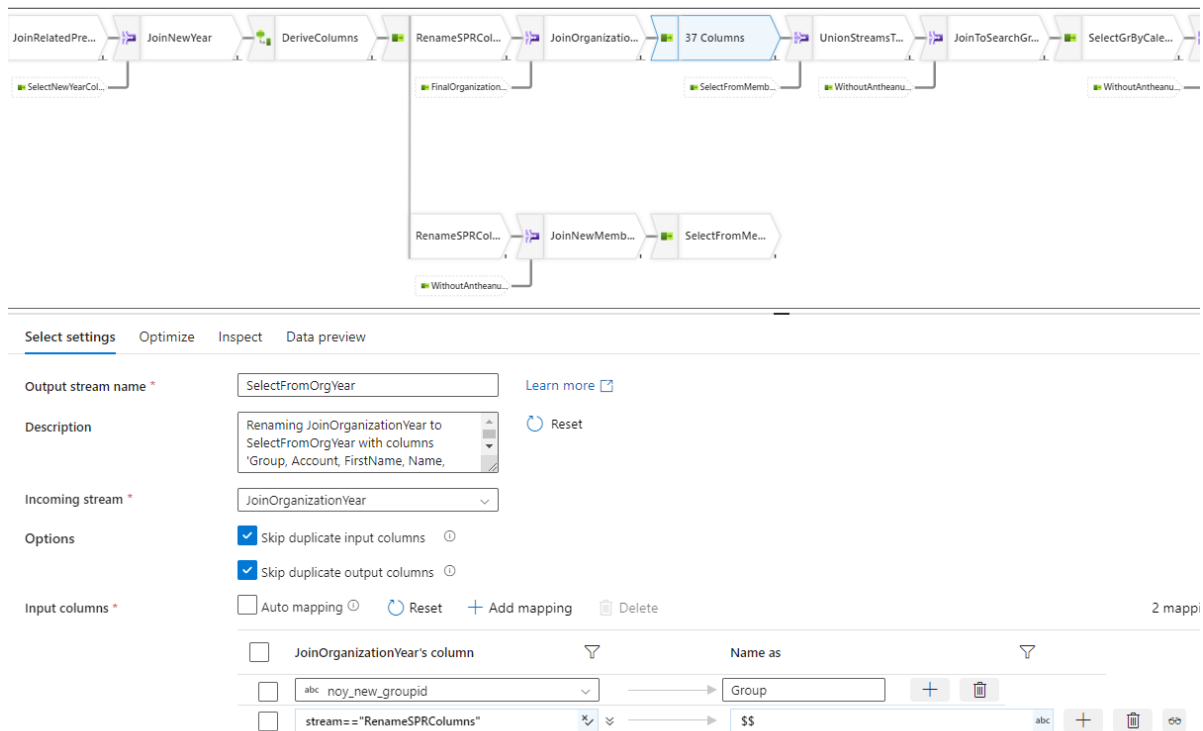 JoinRelatedPre...
JoinNewYear
DeriveColumns
RenameSPRCol...
JoinOrganizatio...
37 Columns
UnionStreamsT...
JoinToSearchGr...
SelectGrByCale...
SelectNewYearCol...
FinalOrganization...
SelectFromMemb...
WithoutAntheanu...
WithoutAntheanu...
RenameSPRCol...
JoinNewMemb...
SelectFromMe...
WithoutAntheanu...
Select settings
Optimize
Inspect
Data preview
Output stream name *
SelectFromOrgYear
Learn more
Description
Renaming JoinOrganizationYear to
SelectFromOrgYear with columns
'Group, Account, FirstName, Name,
Reset
Incoming stream *
JoinOrganizationYear
Options
Skip duplicate input columns
Skip duplicate output columns
Input columns *
Auto mapping
Reset
Add mapping
Delete
2 mappi
JoinOrganizationYear's column
Name as
abc noy_new_groupid
Group
stream=="RenameSPRColumns"
$$
abc